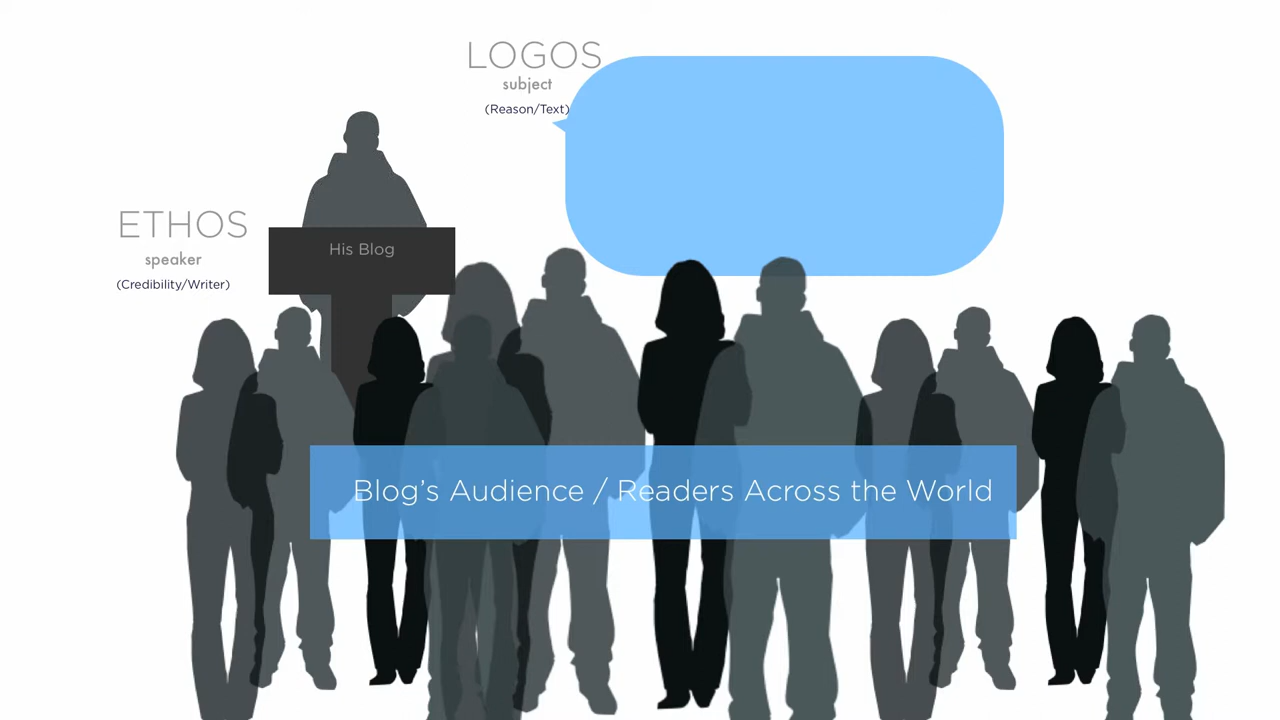 LOGOS
subject
(Reason/Text)
ETHOS
speaker
(Credibility/Writer)
His Blog
Blog’s Audience / Readers Across the World